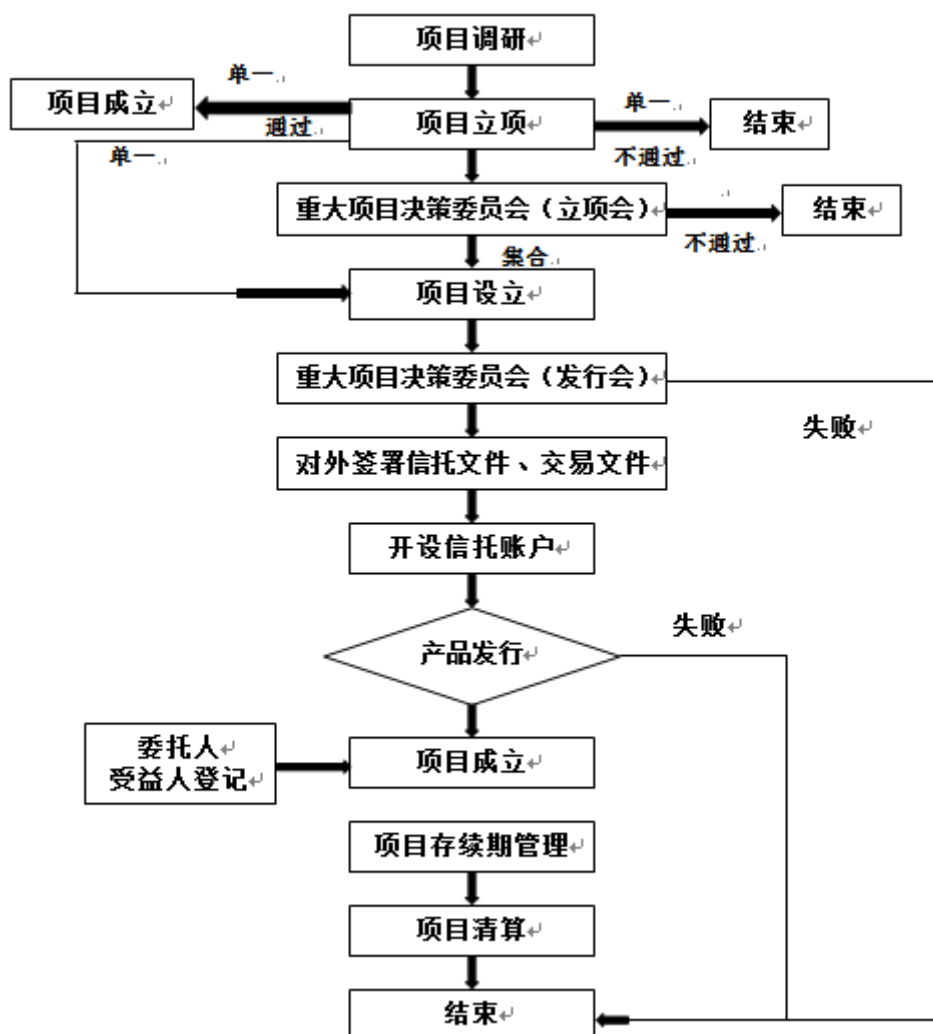 项目调研
单一
项目成立
通过
项目立项
单一
不通过
结束
单一
重大项目决策委员会（立项会）
不通过
结束
集合
项目设立
重大项目决策委员会（发行会）
失败
对外签署信托文件、交易文件
开设信托账户
产品发行
失败
委托人
受益人登记
项目成立
项目存续期管理
项目清算
结束